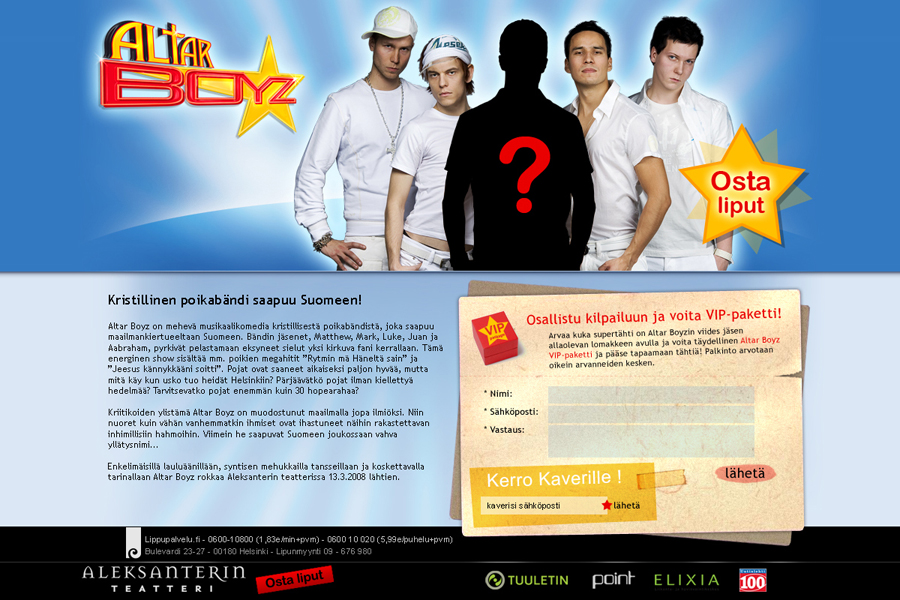 ALTAR
BOYZ
?
Osta
liput
Kristillinen poikabändi saapuu Suomeen!
Altar Boyz on mehevä musikaalikomedia kristillisestä poikabändistä, joka saapuu
maailmankiertueeltaan Suomeen. Bändin jäsenet, Matthew, Mark, Luke, Juan ja
Aabraham, pyrkivät pelastamaan eksyneet sielut yksi kirkuva fani kerrallaan. Tämä
energinen show sisältää mm. poikien megahitit "Rytmin mä Häneltä sain" ja
"Jeesus kännykkääni soitti". Pojat ovat saaneet aikaiseksi paljon hyvää, mutta
mitä käy kun usko tuo heidät Helsinkiin? Pärjäävätkö pojat ilman kiellettyä
hedelmää? Tarvitsevatko pojat enemmän kuin 30 hopearahaa?
Kriitikoiden ylistämä Altar Boyz on muodostunut maailmalla jopa ilmiöksi. Niin
nuoret kuin vähän vanhemmatkin ihmiset ovat ihastuneet näihin rakastettavan
inhimillisiin hahmoihin. Viimein he saapuvat Suomeen joukossaan vahva
yllätysnimi...
Enkelimäisillä lauluäänillään, syntisen mehukkailla tansseillaan ja koskettavalla
tarinallaan Altar Boyz rokkaa Aleksanterin teatterissa 13.3.2008 lähtien.
VIP
Osallistu kilpailuun ja voita VIP-paketti!
Arvaa kuka supertähti on Altar Boyzin viides jäsen
allaolevan lomakkeen avulla ja voita täydellinen Altar Boyz
VIP-paketti ja pääse tapaamaan tähtiä! Palkinto arvotaan
oikein arvanneiden kesken.
* Nimi:
* Sähköposti:
* Vastaus:
Kerro Kaverille !
lähetä
kaverisi sähköposti
lähetä
Lippupalvelu.fi - 0600-10800 (1,83e/min+pvm) - 0600 10 020 (5,99e/puhelu+pvm)
Bulevardi 23-27 - 00180 Helsinki - Lipunmyynti 09 - 676 980
ALEKSANTERIN
TEATTERI
Osta liput
TUULETIN
point
ELIXIA
100